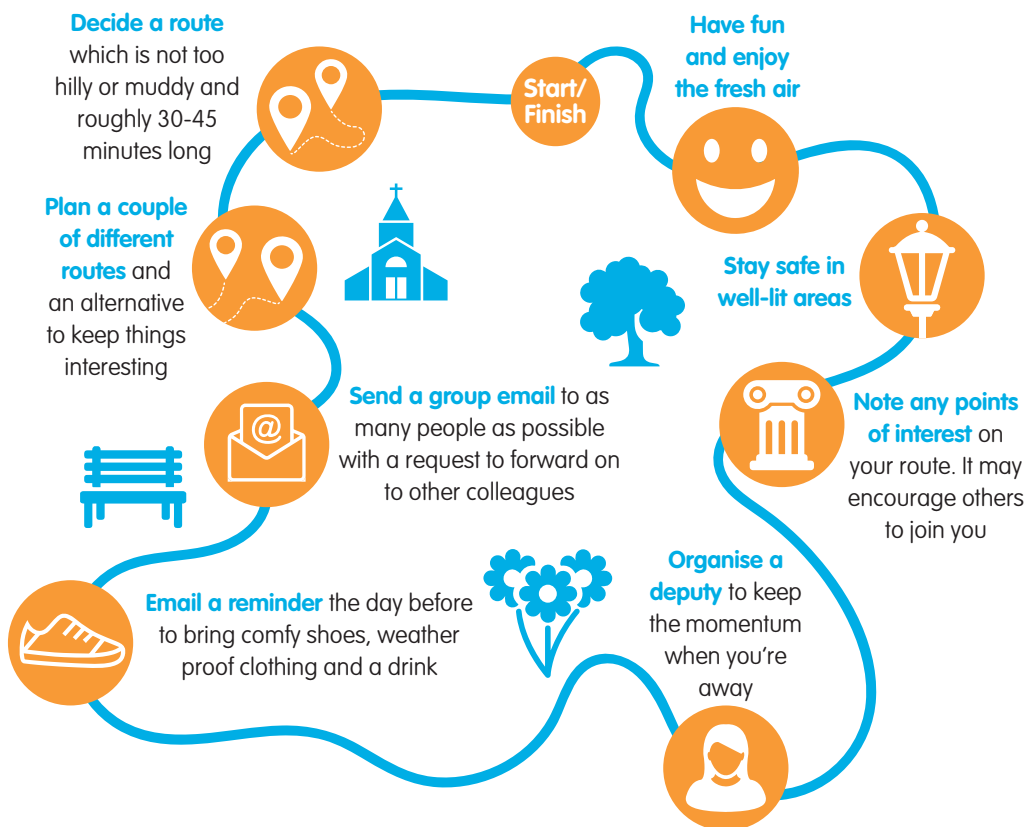 Start/
Finish
Decide a route
which is not too
hilly or muddy and
roughly 30-45
minutes long
Plan a couple
of different
routes and
an alternative
to keep things
interesting
Send a group email to as
many people as possible
with a request to forward on
to other colleagues
@
Email a reminder the day before
to bring comfy shoes, weather
proof clothing and a drink
Organise a
deputy to keep
the momentum
when you're
away
Note any points
of interest on
your route. It may
encourage others
to join you
Stay safe in
well-lit areas
Have fun
and enjoy
the fresh air